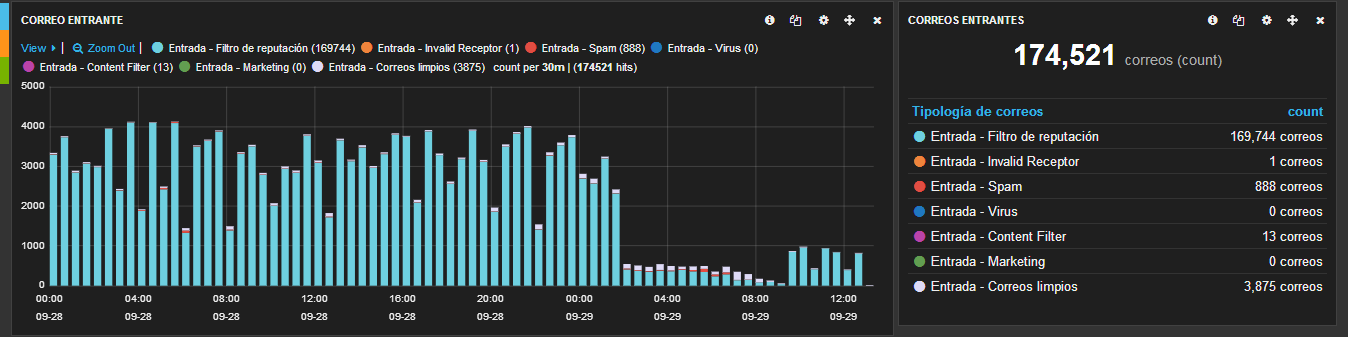 CORREO ENTRANTE
View | Zoom Out | Entrada - Filtro de reputación (169744) Entrada - Invalid Receptor (1) Entrada - Spam (888) Entrada - Virus (0)
Entrada - Content Filter (13) Entrada - Marketing (0) Entrada - Correos limpios (3875) count per 30m | (174521 hits)
5000
4000
3000
2000
1000
0
00:00 04:00 08:00 12:00 16:00 20:00 00:00 04:00 08:00 12:00
09-28 09-28 09-28 09-28 09-28 09-28 09-29 09-29 09-29 09-29
CORREOS ENTRANTES
174,521 correos (count)
Tipología de correos count
Entrada - Filtro de reputación 169,744 correos
Entrada - Invalid Receptor 1 correos
Entrada - Spam 888 correos
Entrada - Virus 0 correos
Entrada - Content Filter 13 correos
Entrada - Marketing 0 correos
Entrada - Correos limpios 3,875 correos